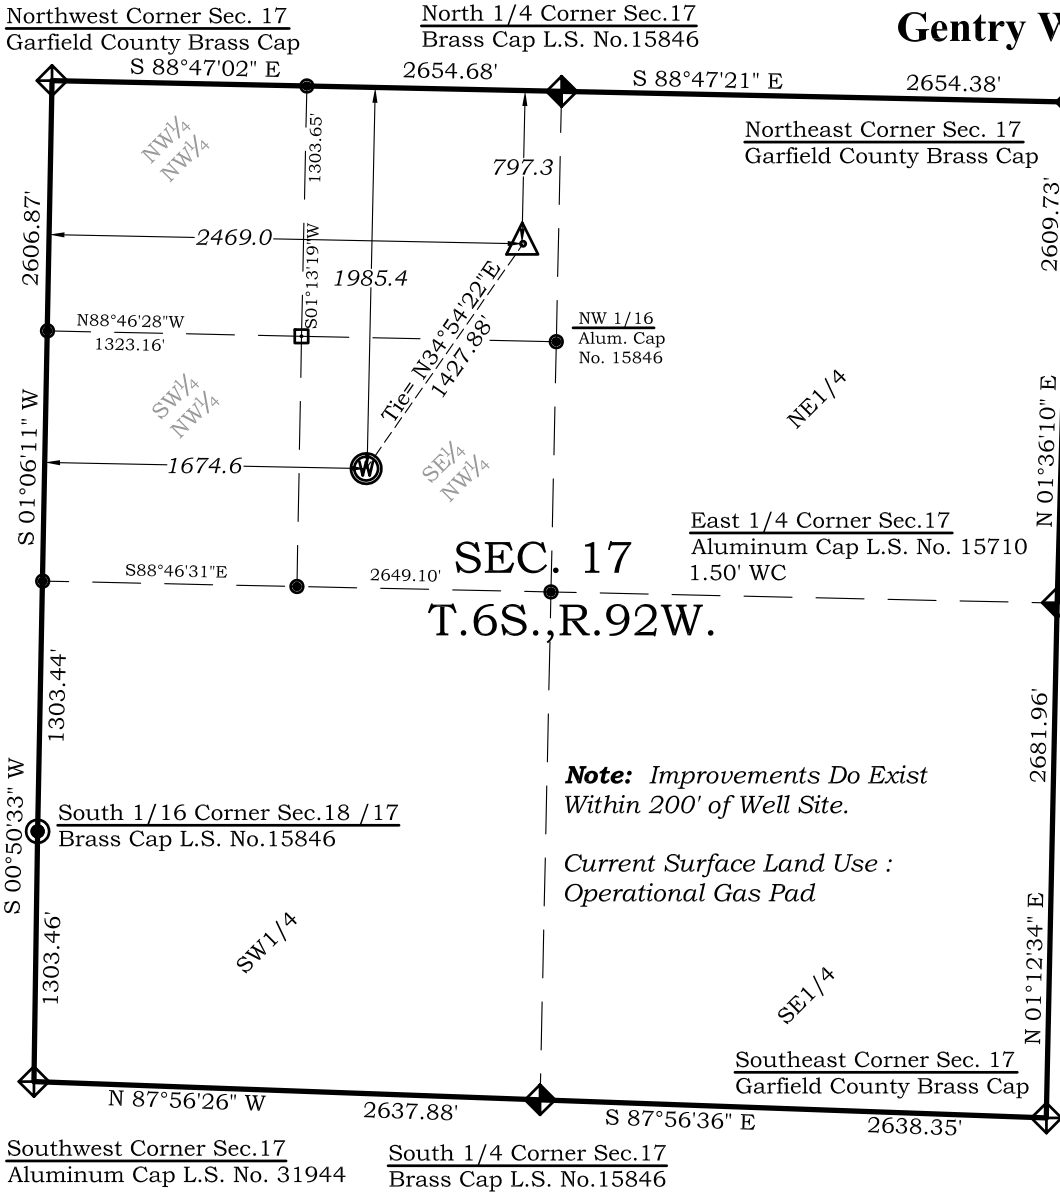 Northwest Corner Sec. 17
Garfield County Brass Cap
North 1/4 Corner Sec.17
Brass Cap L.S. No.15846
Gentry
S 88°47'02" E
2654.68'
S 88°47'21" E
2654.38'
Northeast Corner Sec. 17
Garfield County Brass Cap
NW¼
NW¼
1303.65'
S01°13'19"W
797.3
2606.87'
2609.73'
2469.0
1985.4
Tie= N34°54'22"E
1427.88'
N88°46'28"W
1323.16'
NW 1/16
Alum. Cap
No. 15846
SW¼
NW¼
NE1/4
S 01°06'11" W
N 01°36'10" E
1674.6
W
SE¼
NW¼
East 1/4 Corner Sec.17
Aluminum Cap L.S. No. 15710
1.50' WC
SEC. 17
T.6S.,R.92W.
S88°46'31"E
2649.10'
1303.44'
2681.96'
Note: Improvements Do Exist
Within 200' of Well Site.
Current Surface Land Use :
Operational Gas Pad
S 00°50'33" W
South 1/16 Corner Sec.18 /17
Brass Cap L.S. No.15846
1303.46'
SW1/4
SE1/4
N 01°12'34" E
Southeast Corner Sec. 17
Garfield County Brass Cap
N 87°56'26" W
2637.88'
S 87°56'36" E
2638.35'
Southwest Corner Sec.17
Aluminum Cap L.S. No. 31944
South 1/4 Corner Sec.17
Brass Cap L.S. No.15846